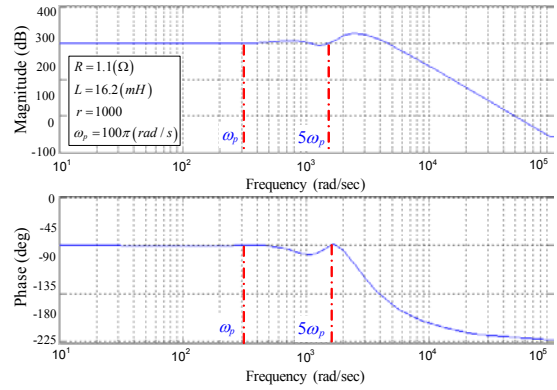 Magnitude (dB)
400
300
200
100
0
-100
R = 1.1(Ω)
L = 16.2(mH)
r = 1000
ω_p = 100π(rad / s)
ω_p
5ω_p
10^1
10^2
10^3
10^4
10^5
Frequency (rad/sec)
Phase (deg)
0
-45
-90
-135
-180
-225
ω_p
5ω_p
10^1
10^2
10^3
10^4
10^5
Frequency (rad/sec)